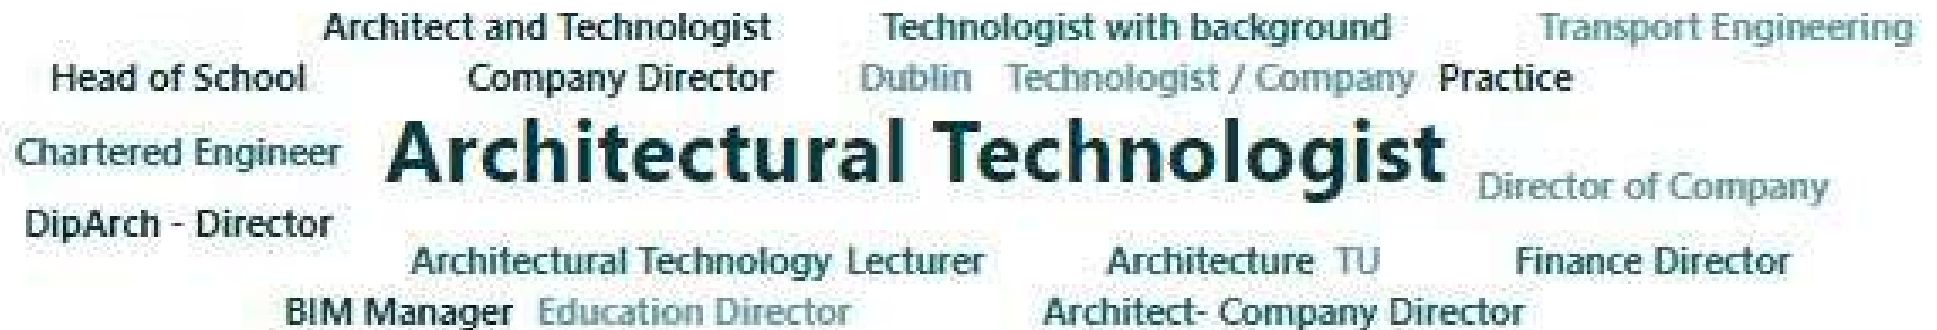 Architect and Technologist Technologist with background Transport Engineering
Head of School Company Director Dublin Technologist / Company Practice
Chartered Engineer Architectural Technologist Director of Company
DipArch - Director
Architectural Technology Lecturer Architecture TU Finance Director
BIM Manager Education Director Architect- Company Director